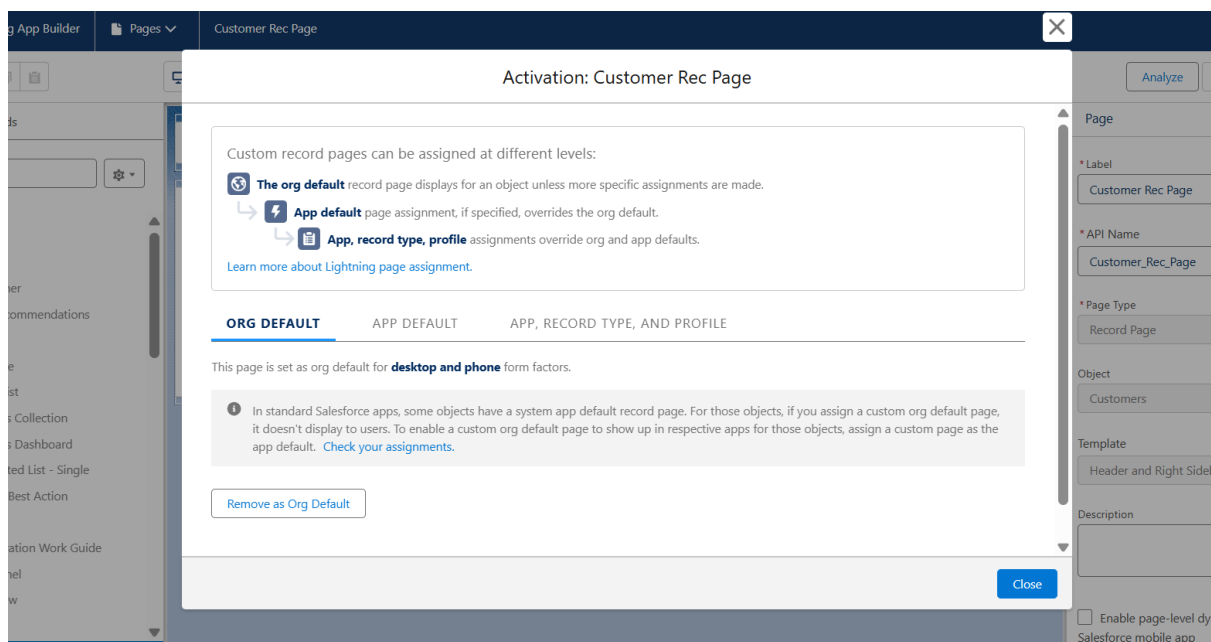 App Builder
Pages
Customer Rec Page
Activation: Customer Rec Page
Analyze
Page
Custom record pages can be assigned at different levels:
The org default record page displays for an object unless more specific assignments are made.
App default page assignment, if specified, overrides the org default.
App, record type, profile assignments override org and app defaults.
Learn more about Lightning page assignment.
ORG DEFAULT
APP DEFAULT
APP, RECORD TYPE, AND PROFILE
This page is set as org default for desktop and phone form factors.
In standard Salesforce apps, some objects have a system app default record page. For those objects, if you assign a custom org default page,
it doesn't display to users. To enable a custom org default page to show up in respective apps for those objects, assign a custom page as the
app default. Check your assignments.
Remove as Org Default
Close
*Label
Customer Rec Page
*API Name
Customer_Rec_Page
*Page Type
Record Page
Object
Customers
Template
Header and Right
Description
Enable page-level
Salesforce mobile app
Collection
Dashboard
List - Single
Best Action
Work Guide